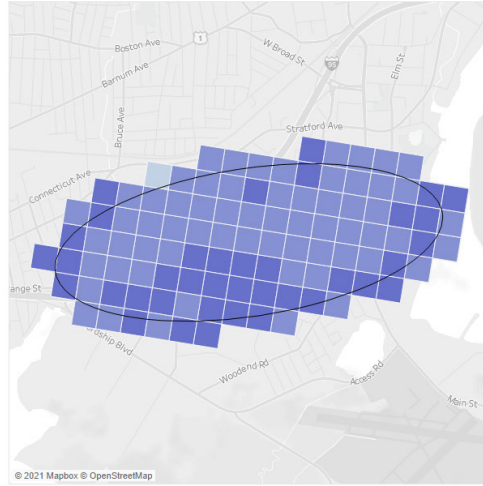 Boston Ave
1
W Broad St
95
Elm St
Barnum Ave
Bruce Ave
Stratford Ave
Connecticut Ave
ange St
rdship Blvd
Woodend Rd
Access Rd
Main St
© 2021 Mapbox © OpenStreetMap